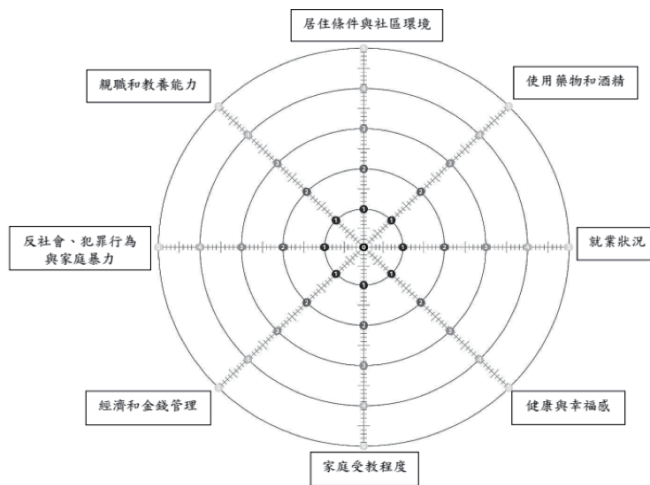 居住條件與社區環境
親職和教養能力
使用藥物和酒精
反社會、犯罪行為
與家庭暴力
就業狀況
經濟和金錢管理
健康與幸福感
家庭受教程度